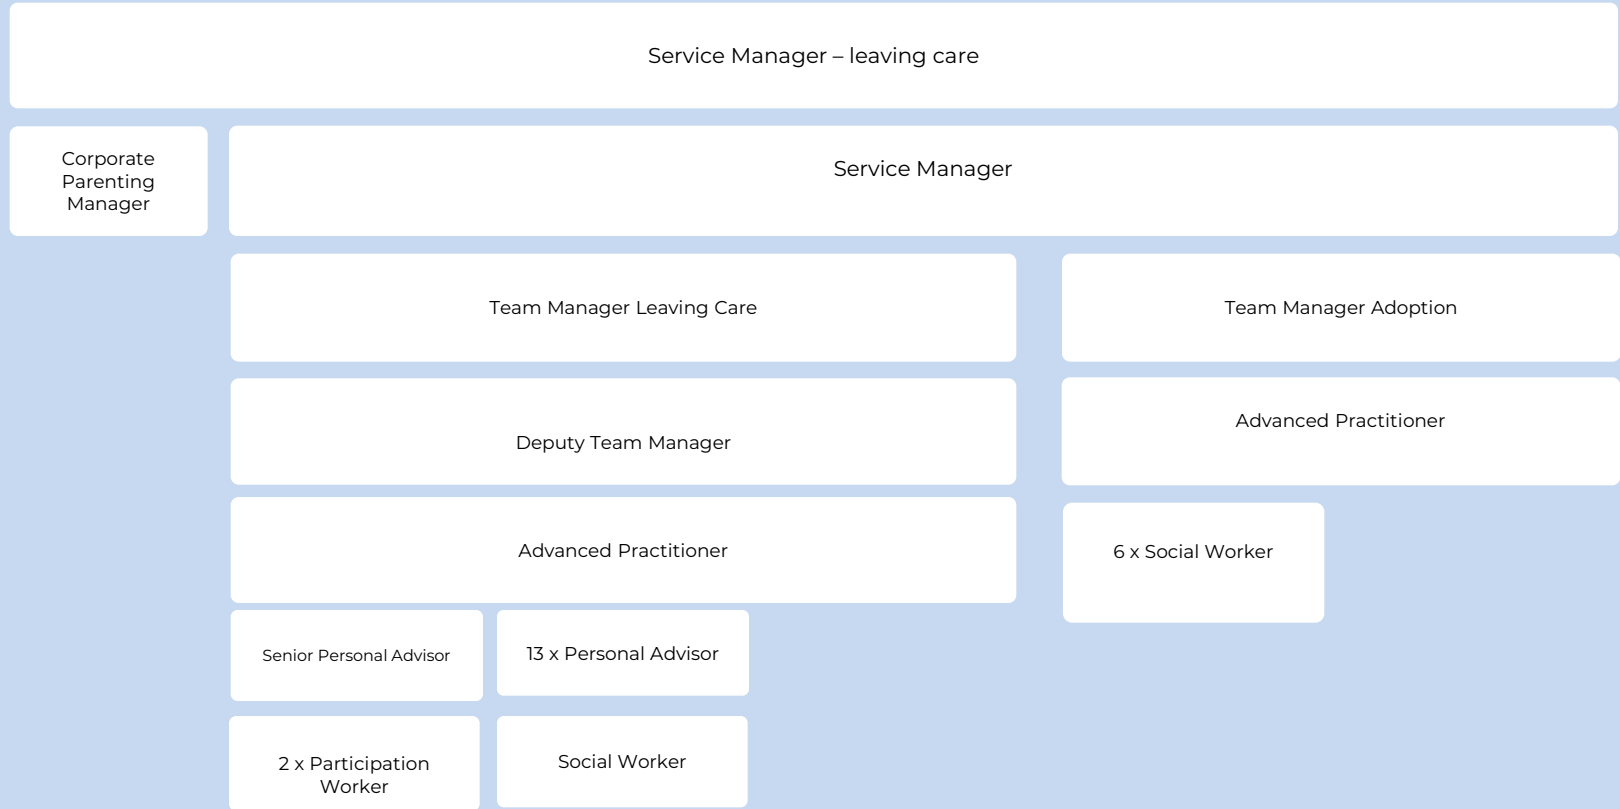 Service Manager – leaving care
Corporate
Parenting
Manager
Service Manager
Team Manager Leaving Care
Team Manager Adoption
Deputy Team Manager
Advanced Practitioner
Advanced Practitioner
6 x Social Worker
Senior Personal Advisor
13 x Personal Advisor
2 x Participation
Worker
Social Worker